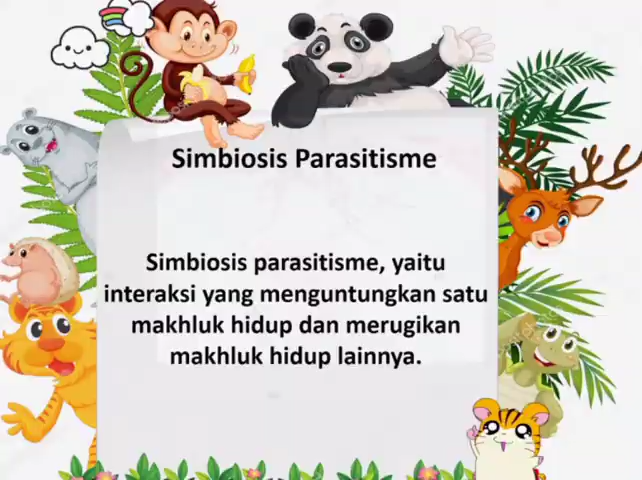 Simbiosis Parasitisme
Simbiosis parasitisme, yaitu
interaksi yang menguntungkan satu
makhluk hidup dan merugikan
makhluk hidup lainnya.